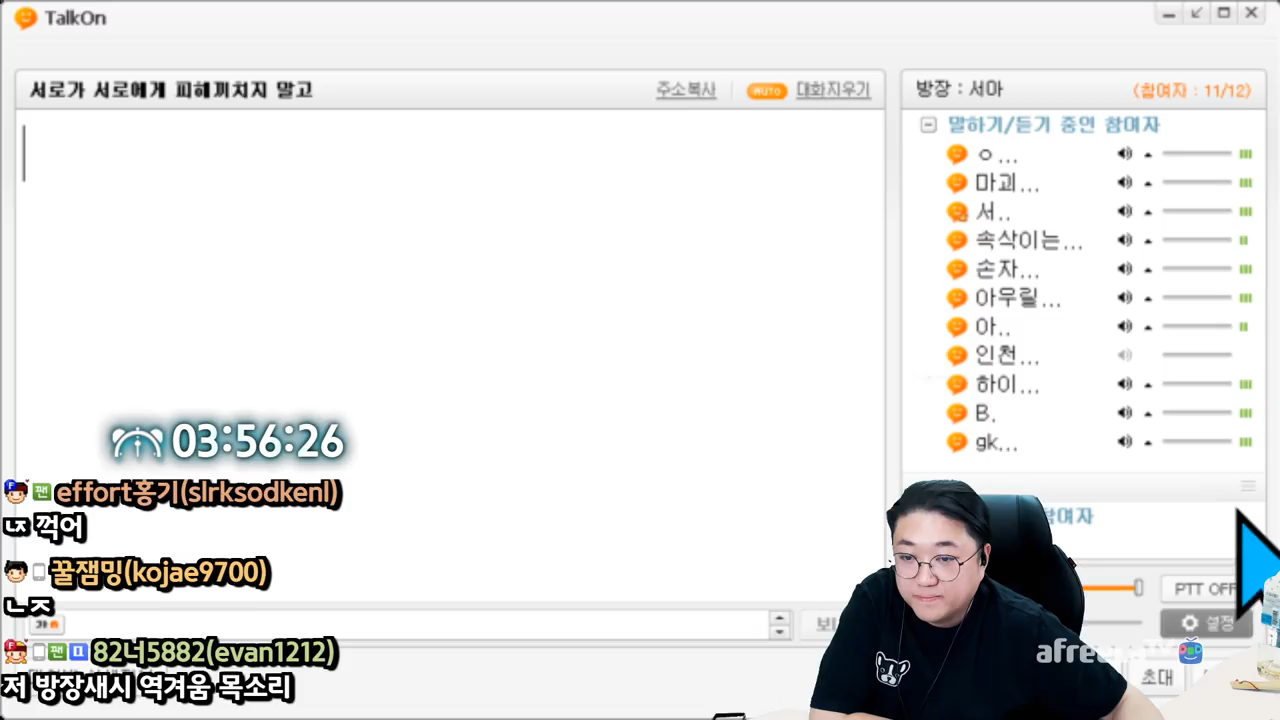 TalkOn
서로가 서로에게 피해끼치지 말고
주소복사
AUTO
대화지우기
방장 : 서마
(참여자 : 11/12)
말하기/듣기 중인 참여자
ㅇ...
마괴...
서..
속삭이는...
손자...
아우릴...
아..
인천...
하이...
B.
gk...
03:56:26
팬 effort홍기(slrksodkenl)
ㄴㅈ 꺽어
꿀잼밍(kojae9700)
ㄴㅈ
가
팬 82너5882(evan1212)
저 방장새시 역겨움 목소리
참여자
PTT OFF
설정
초대